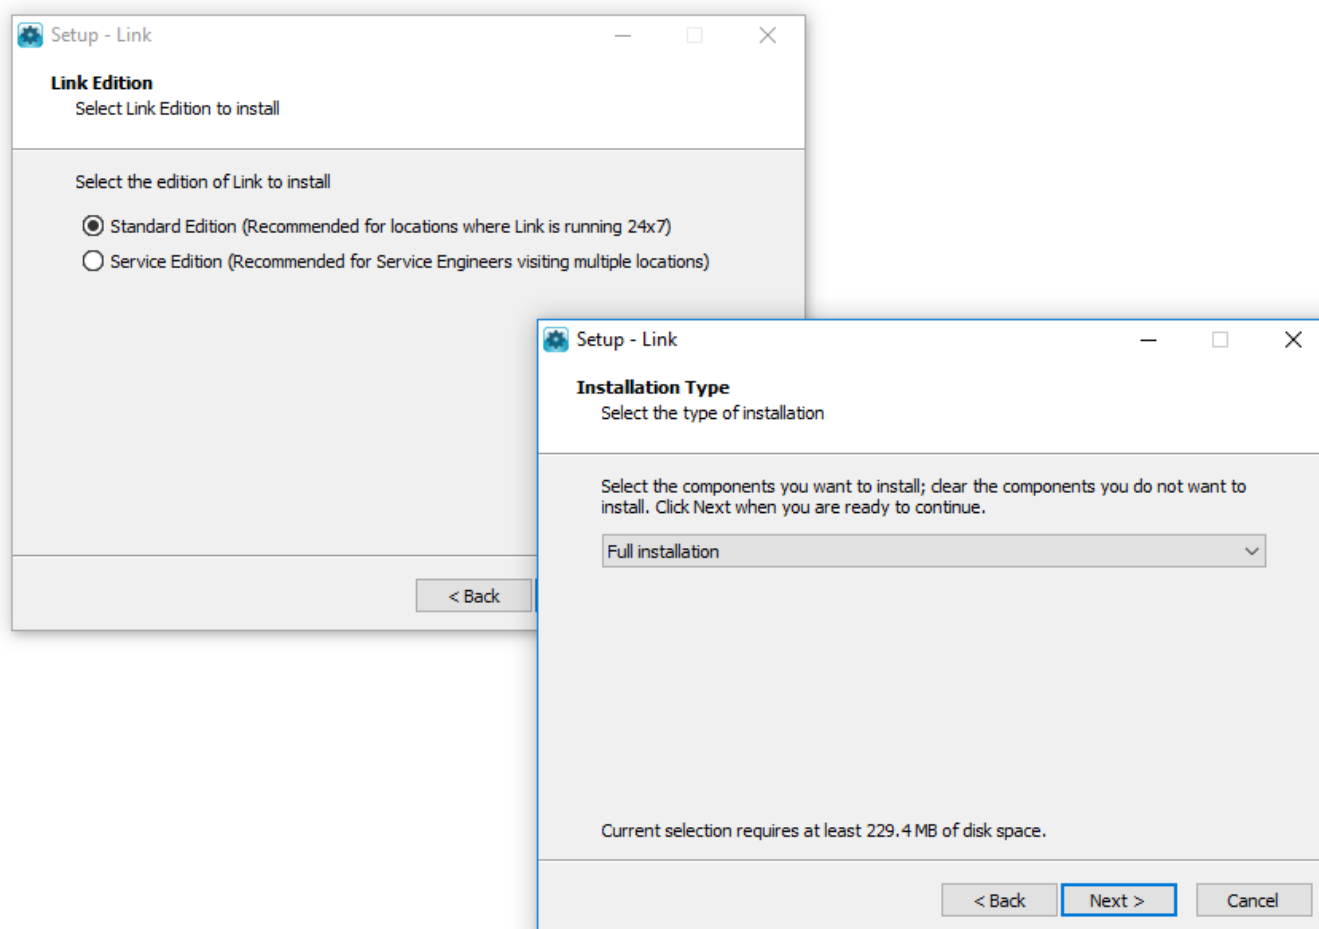 Setup - Link
Link Edition
Select Link Edition to install
Select the edition of Link to install
Standard Edition (Recommended for locations where Link is running 24x7)
Service Edition (Recommended for Service Engineers visiting multiple locations)
< Back
Setup - Link
Installation Type
Select the type of installation
Select the components you want to install; clear the components you do not want to
install. Click Next when you are ready to continue.
Full installation
Current selection requires at least 229.4 MB of disk space.
< Back
Next >
Cancel